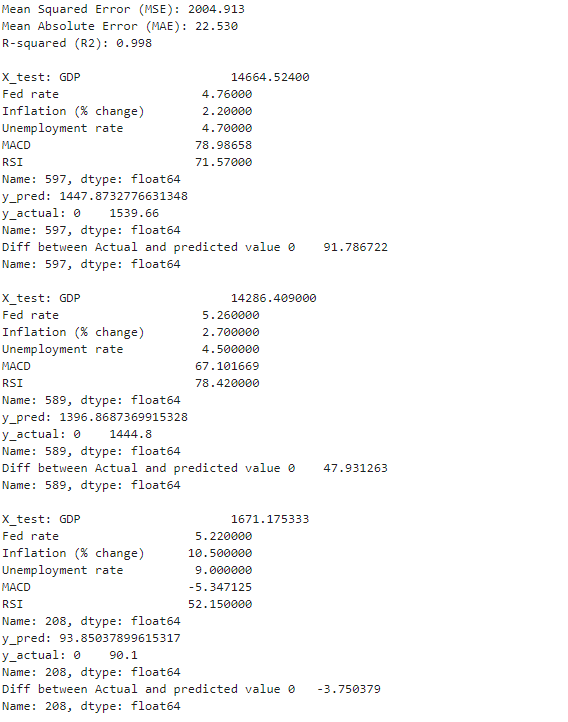 Mean Squared Error (MSE): 2004.913
Mean Absolute Error (MAE): 22.530
R-squared (R2): 0.998
X_test: GDP 14664.52400
Fed rate 4.76000
Inflation (% change) 2.20000
Unemployment rate 4.70000
MACD 78.98658
RSI 71.57000
Name: 597, dtype: float64
y_pred: 1447.8732776631348
y_actual: 0 1539.66
Name: 597, dtype: float64
Diff between Actual and predicted value 0 91.786722
Name: 597, dtype: float64
X_test: GDP 14286.409000
Fed rate 5.260000
Inflation (% change) 2.700000
Unemployment rate 4.500000
MACD 67.101669
RSI 78.420000
Name: 589, dtype: float64
y_pred: 1396.8687369915328
y_actual: 0 1444.8
Name: 589, dtype: float64
Diff between Actual and predicted value 0 47.931263
Name: 589, dtype: float64
X_test: GDP 1671.175333
Fed rate 5.220000
Inflation (% change) 10.500000
Unemployment rate 9.000000
MACD -5.347125
RSI 52.150000
Name: 208, dtype: float64
y_pred: 93.85037899615317
y_actual: 0 90.1
Name: 208, dtype: float64
Diff between Actual and predicted value 0 -3.750379
Name: 208, dtype: float64